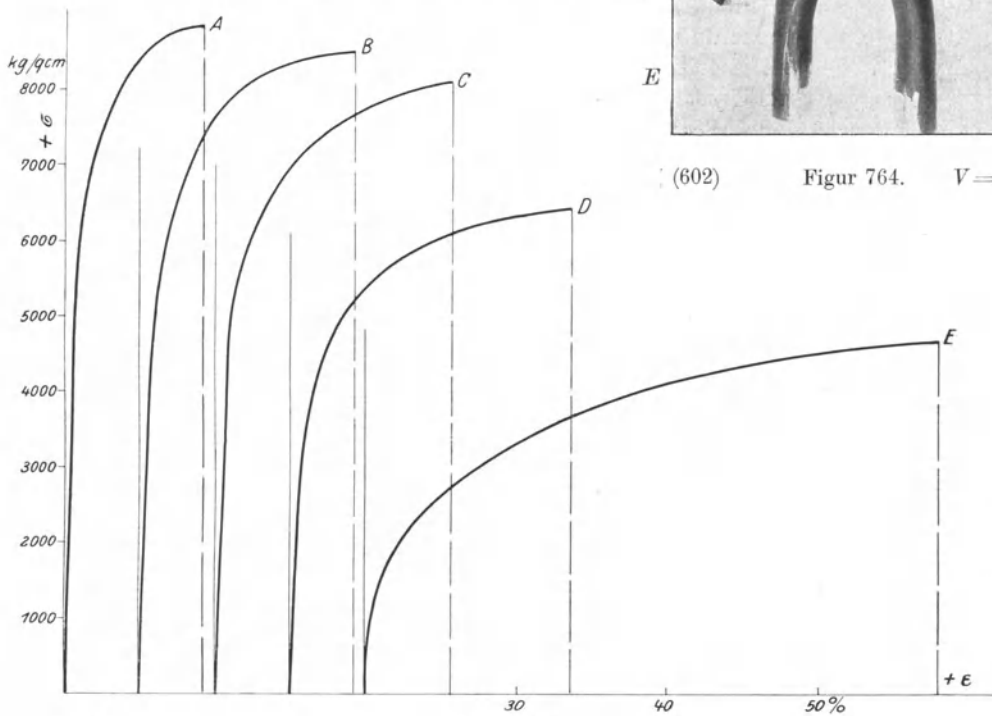 A
B
C
D
E
kg/qcm
+ σ
8000
7000
6000
5000
4000
3000
2000
1000
30
40
50%
+ ε
E
(602) Figur 764. V =